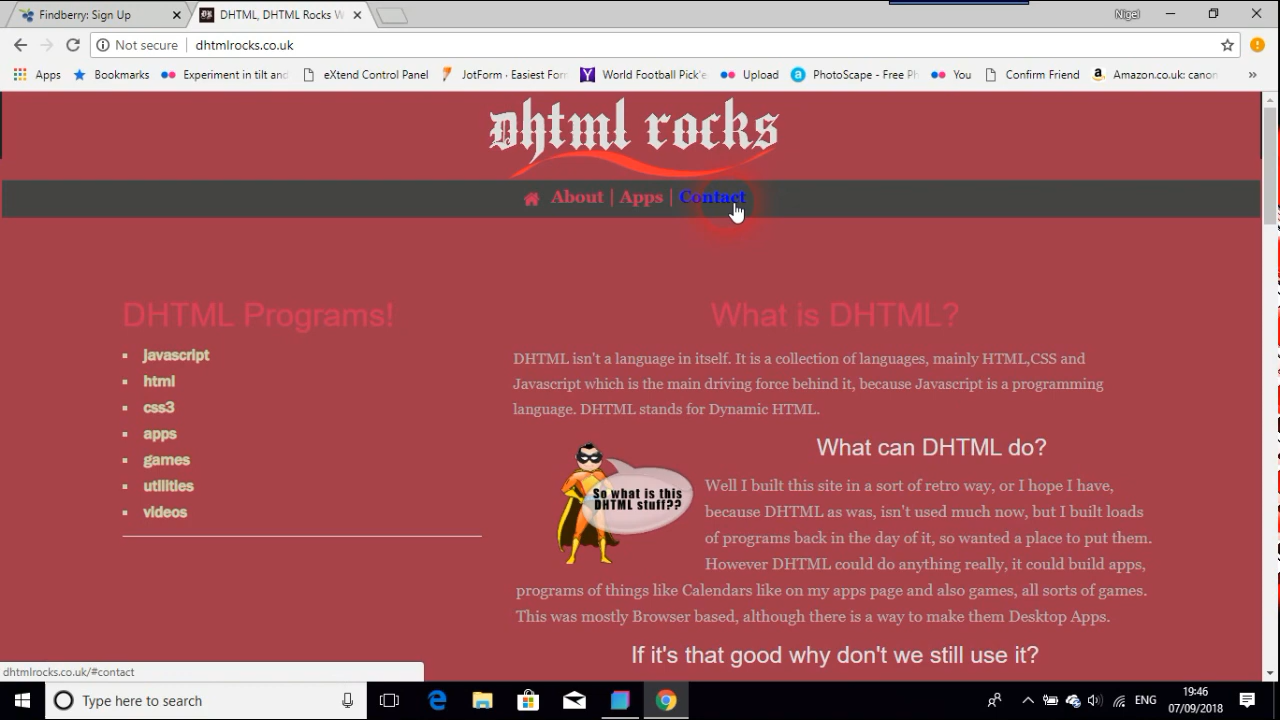 Findberry: Sign Up
DHTML, DHTML Rocks W
Nigel
Not secure
dhtmlrocks.co.uk
Apps
Bookmarks
Experiment in tilt and
eXtend Control Panel
JotForm · Easiest Form
World Football Pick'e
Upload
PhotoScape - Free Ph
You
Confirm Friend
Amazon.co.uk: canon
»
Dhtml rocks
About | Apps | Contact
DHTML Programs!
javascript
html
css3
apps
games
utilities
videos
What is DHTML?
DHTML isn't a language in itself. It is a collection of languages, mainly HTML,CSS and
Javascript which is the main driving force behind it, because Javascript is a programming
language. DHTML stands for Dynamic HTML.
So what is this
DHTML stuff??
What can DHTML do?
Well I built this site in a sort of retro way, or I hope I have,
because DHTML as was, isn't used much now, but I built loads
of programs back in the day of it, so wanted a place to put them.
However DHTML could do anything really, it could build apps,
programs of things like Calendars like on my apps page and also games, all sorts of games.
This was mostly Browser based, although there is a way to make them Desktop Apps.
If it's that good why don't we still use it?
dhtmlrocks.co.uk/#contact
Type here to search
ENG
19:46
07/09/2018